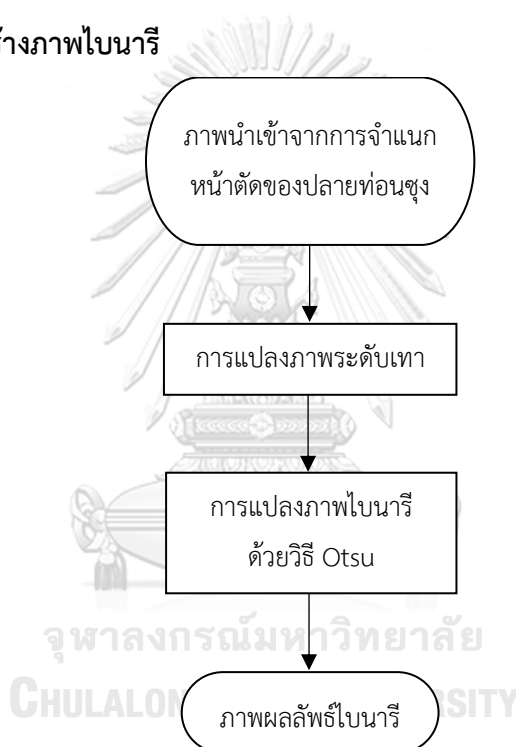 ร้างภาพไบนารี
ภาพนำเข้าจากการจำแนก
หน้าตัดของปลายท่อนซุง
การแปลงภาพระดับเทา
การแปลงภาพไบนารี
ด้วยวิธี Otsu
จุฬาลงกรณ์มหาวิทยาลัย
ภาพผลลัพธ์ไบนารี